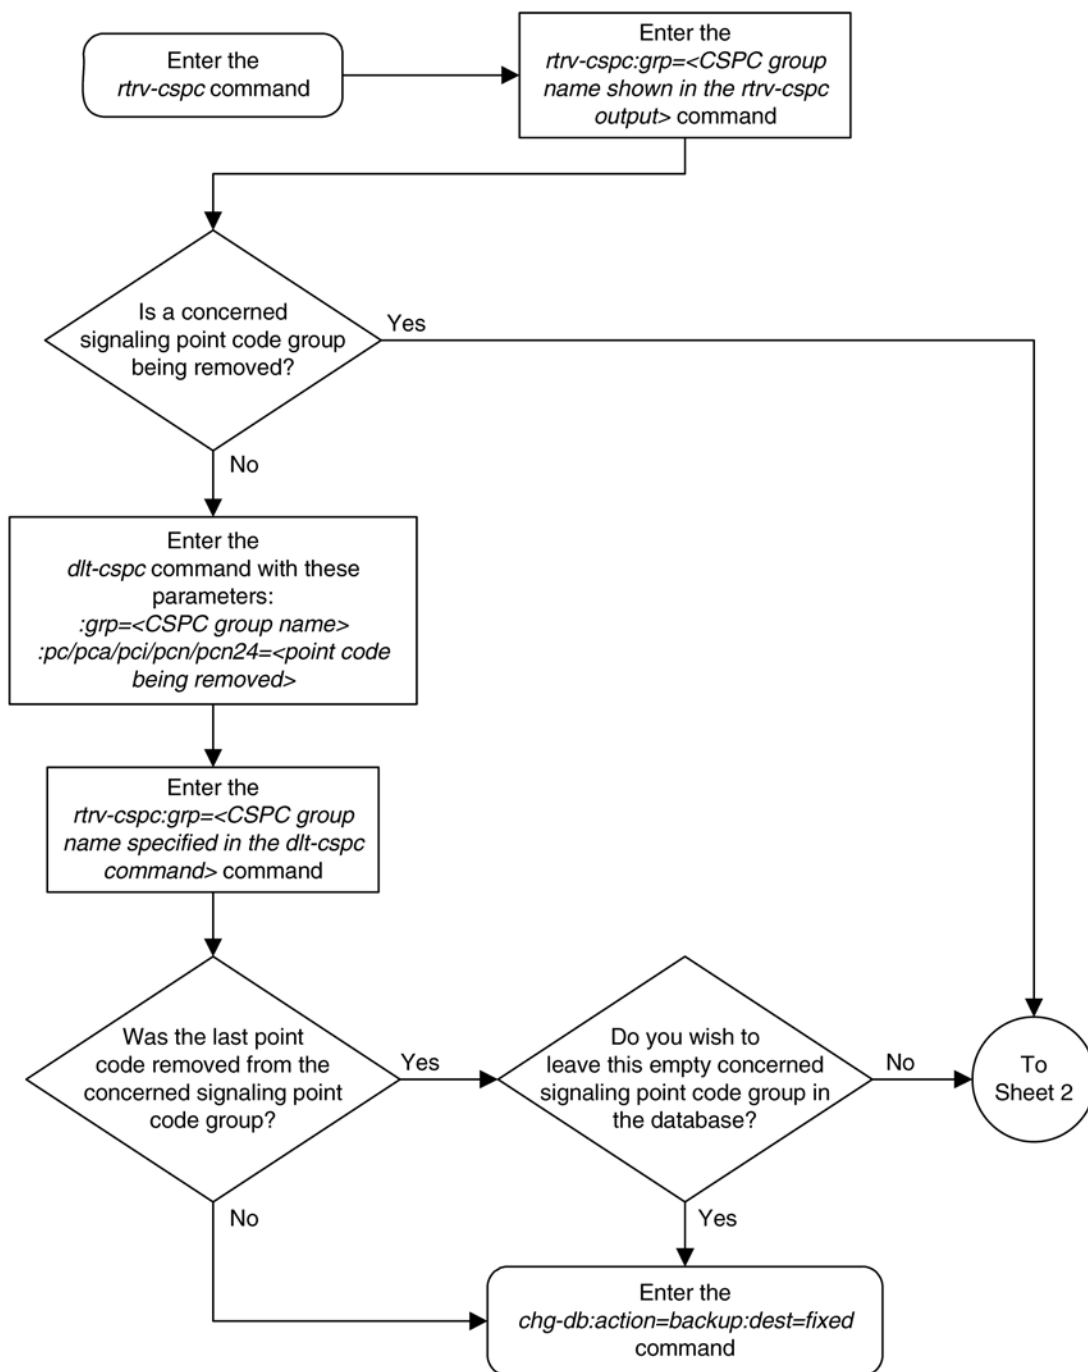 Enter the
rtrv-cspc command
Enter the
rtrv-cspc:grp=<CSPC group
name shown in the rtrv-cspc
output> command
Is a concerned
signaling point code group
being removed?
Yes
No
Enter the
dlt-cspc command with these
parameters:
:grp=<CSPC group name>
:pc/pca/pci/pcn/pcn24=<point code
being removed>
Enter the
rtrv-cspc:grp=<CSPC group
name specified in the dlt-cspc
command> command
Was the last point
code removed from the
concerned signaling point
code group?
Yes
Do you wish to
leave this empty concerned
signaling point code group in
the database?
No
To
Sheet 2
No
Yes
Enter the
chg-db:action=backup:dest=fixed
command